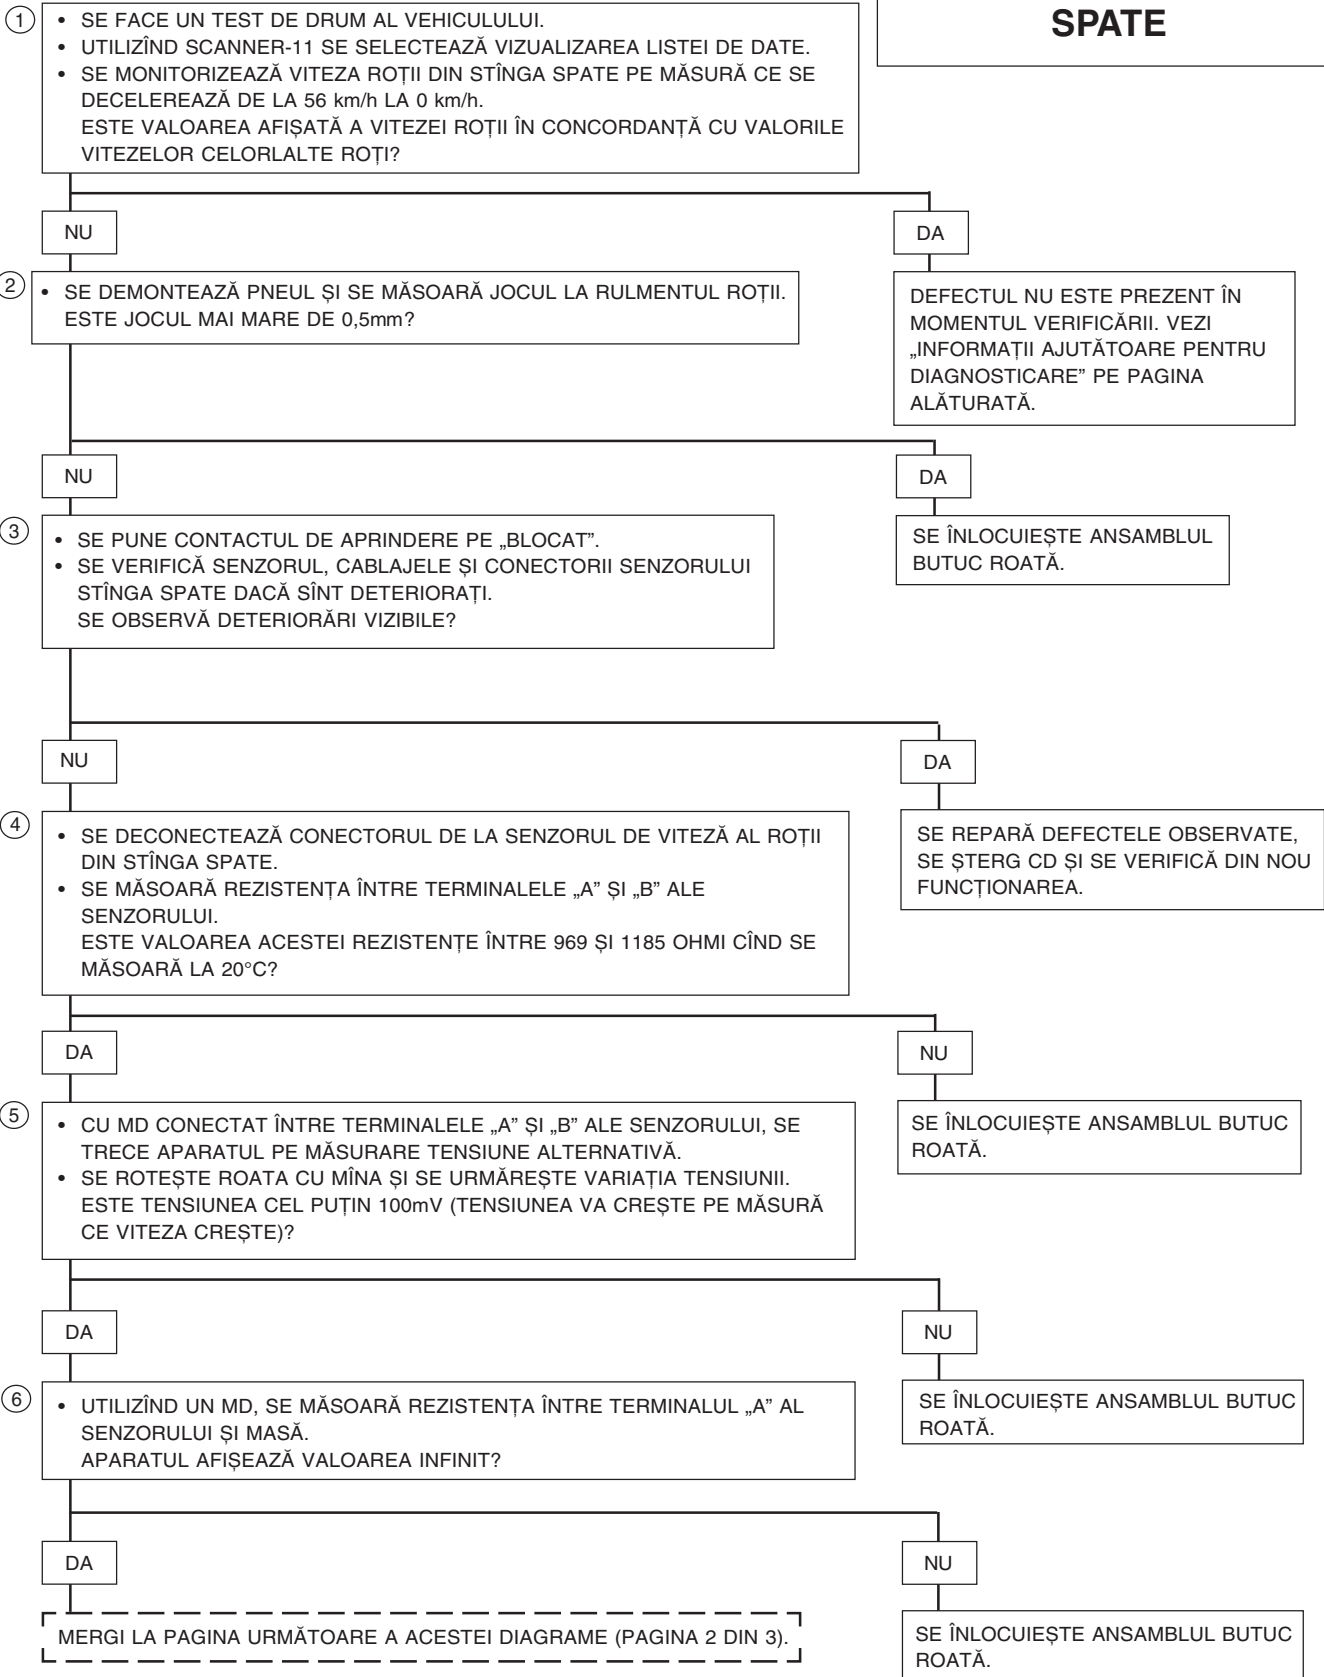 SPATE
1
• SE FACE UN TEST DE DRUM AL VEHICULULUI.
• UTILIZÎND SCANNER-11 SE SELECTEAZĂ VIZUALIZAREA LISTEI DE DATE.
• SE MONITORIZEAZĂ VITEZA ROȚII DIN STÎNGA SPATE PE MĂSURĂ CE SE
DECELEREAZĂ DE LA 56 km/h LA 0 km/h.
ESTE VALOAREA AFIȘATĂ A VITEZEI ROȚII ÎN CONCORDANȚĂ CU VALORILE
VITEZELOR CELORLALTE ROȚI?
NU
DA
2
• SE DEMONTEAZĂ PNEUL ȘI SE MĂSOARĂ JOCUL LA RULMENTUL ROȚII.
ESTE JOCUL MAI MARE DE 0,5mm?
DEFECTUL NU ESTE PREZENT ÎN
MOMENTUL VERIFICĂRII. VEZI
„INFORMAȚII AJUTĂTOARE PENTRU
DIAGNOSTICARE” PE PAGINA
ALĂTURATĂ.
NU
DA
3
• SE PUNE CONTACTUL DE APRINDERE PE „BLOCAT”.
• SE VERIFICĂ SENZORUL, CABLAJELE ȘI CONECTORII SENZORULUI
STÎNGA SPATE DACĂ SÎNT DETERIORAȚI.
SE OBSERVĂ DETERIORĂRI VIZIBILE?
SE ÎNLOCUIEȘTE ANSAMBLUL
BUTUC ROATĂ.
NU
DA
4
• SE DECONECTEAZĂ CONECTORUL DE LA SENZORUL DE VITEZĂ AL ROȚII
DIN STÎNGA SPATE.
• SE MĂSOARĂ REZISTENȚA ÎNTRE TERMINALELE „A” ȘI „B” ALE
SENZORULUI.
ESTE VALOAREA ACESTEI REZISTENȚE ÎNTRE 969 ȘI 1185 OHMI CÎND SE
MĂSOARĂ LA 20°C?
SE REPARĂ DEFECTELE OBSERVATE,
SE ȘTERG CD ȘI SE VERIFICĂ DIN NOU
FUNCȚIONAREA.
DA
NU
5
• CU MD CONECTAT ÎNTRE TERMINALELE „A” ȘI „B” ALE SENZORULUI, SE
TRECE APARATUL PE MĂSURARE TENSIUNE ALTERNATIVĂ.
• SE ROTEȘTE ROATA CU MÎNA ȘI SE URMĂREȘTE VARIAȚIA TENSIUNII.
ESTE TENSIUNEA CEL PUȚIN 100mV (TENSIUNEA VA CREȘTE PE MĂSURĂ
CE VITEZA CREȘTE)?
SE ÎNLOCUIEȘTE ANSAMBLUL BUTUC
ROATĂ.
DA
NU
6
• UTILIZÎND UN MD, SE MĂSOARĂ REZISTENȚA ÎNTRE TERMINALUL „A” AL
SENZORULUI ȘI MASĂ.
APARATUL AFIȘEAZĂ VALOAREA INFINIT?
SE ÎNLOCUIEȘTE ANSAMBLUL BUTUC
ROATĂ.
DA
NU
MERGI LA PAGINA URMĂTOARE A ACESTEI DIAGRAME (PAGINA 2 DIN 3).
SE ÎNLOCUIEȘTE ANSAMBLUL BUTUC
ROATĂ.